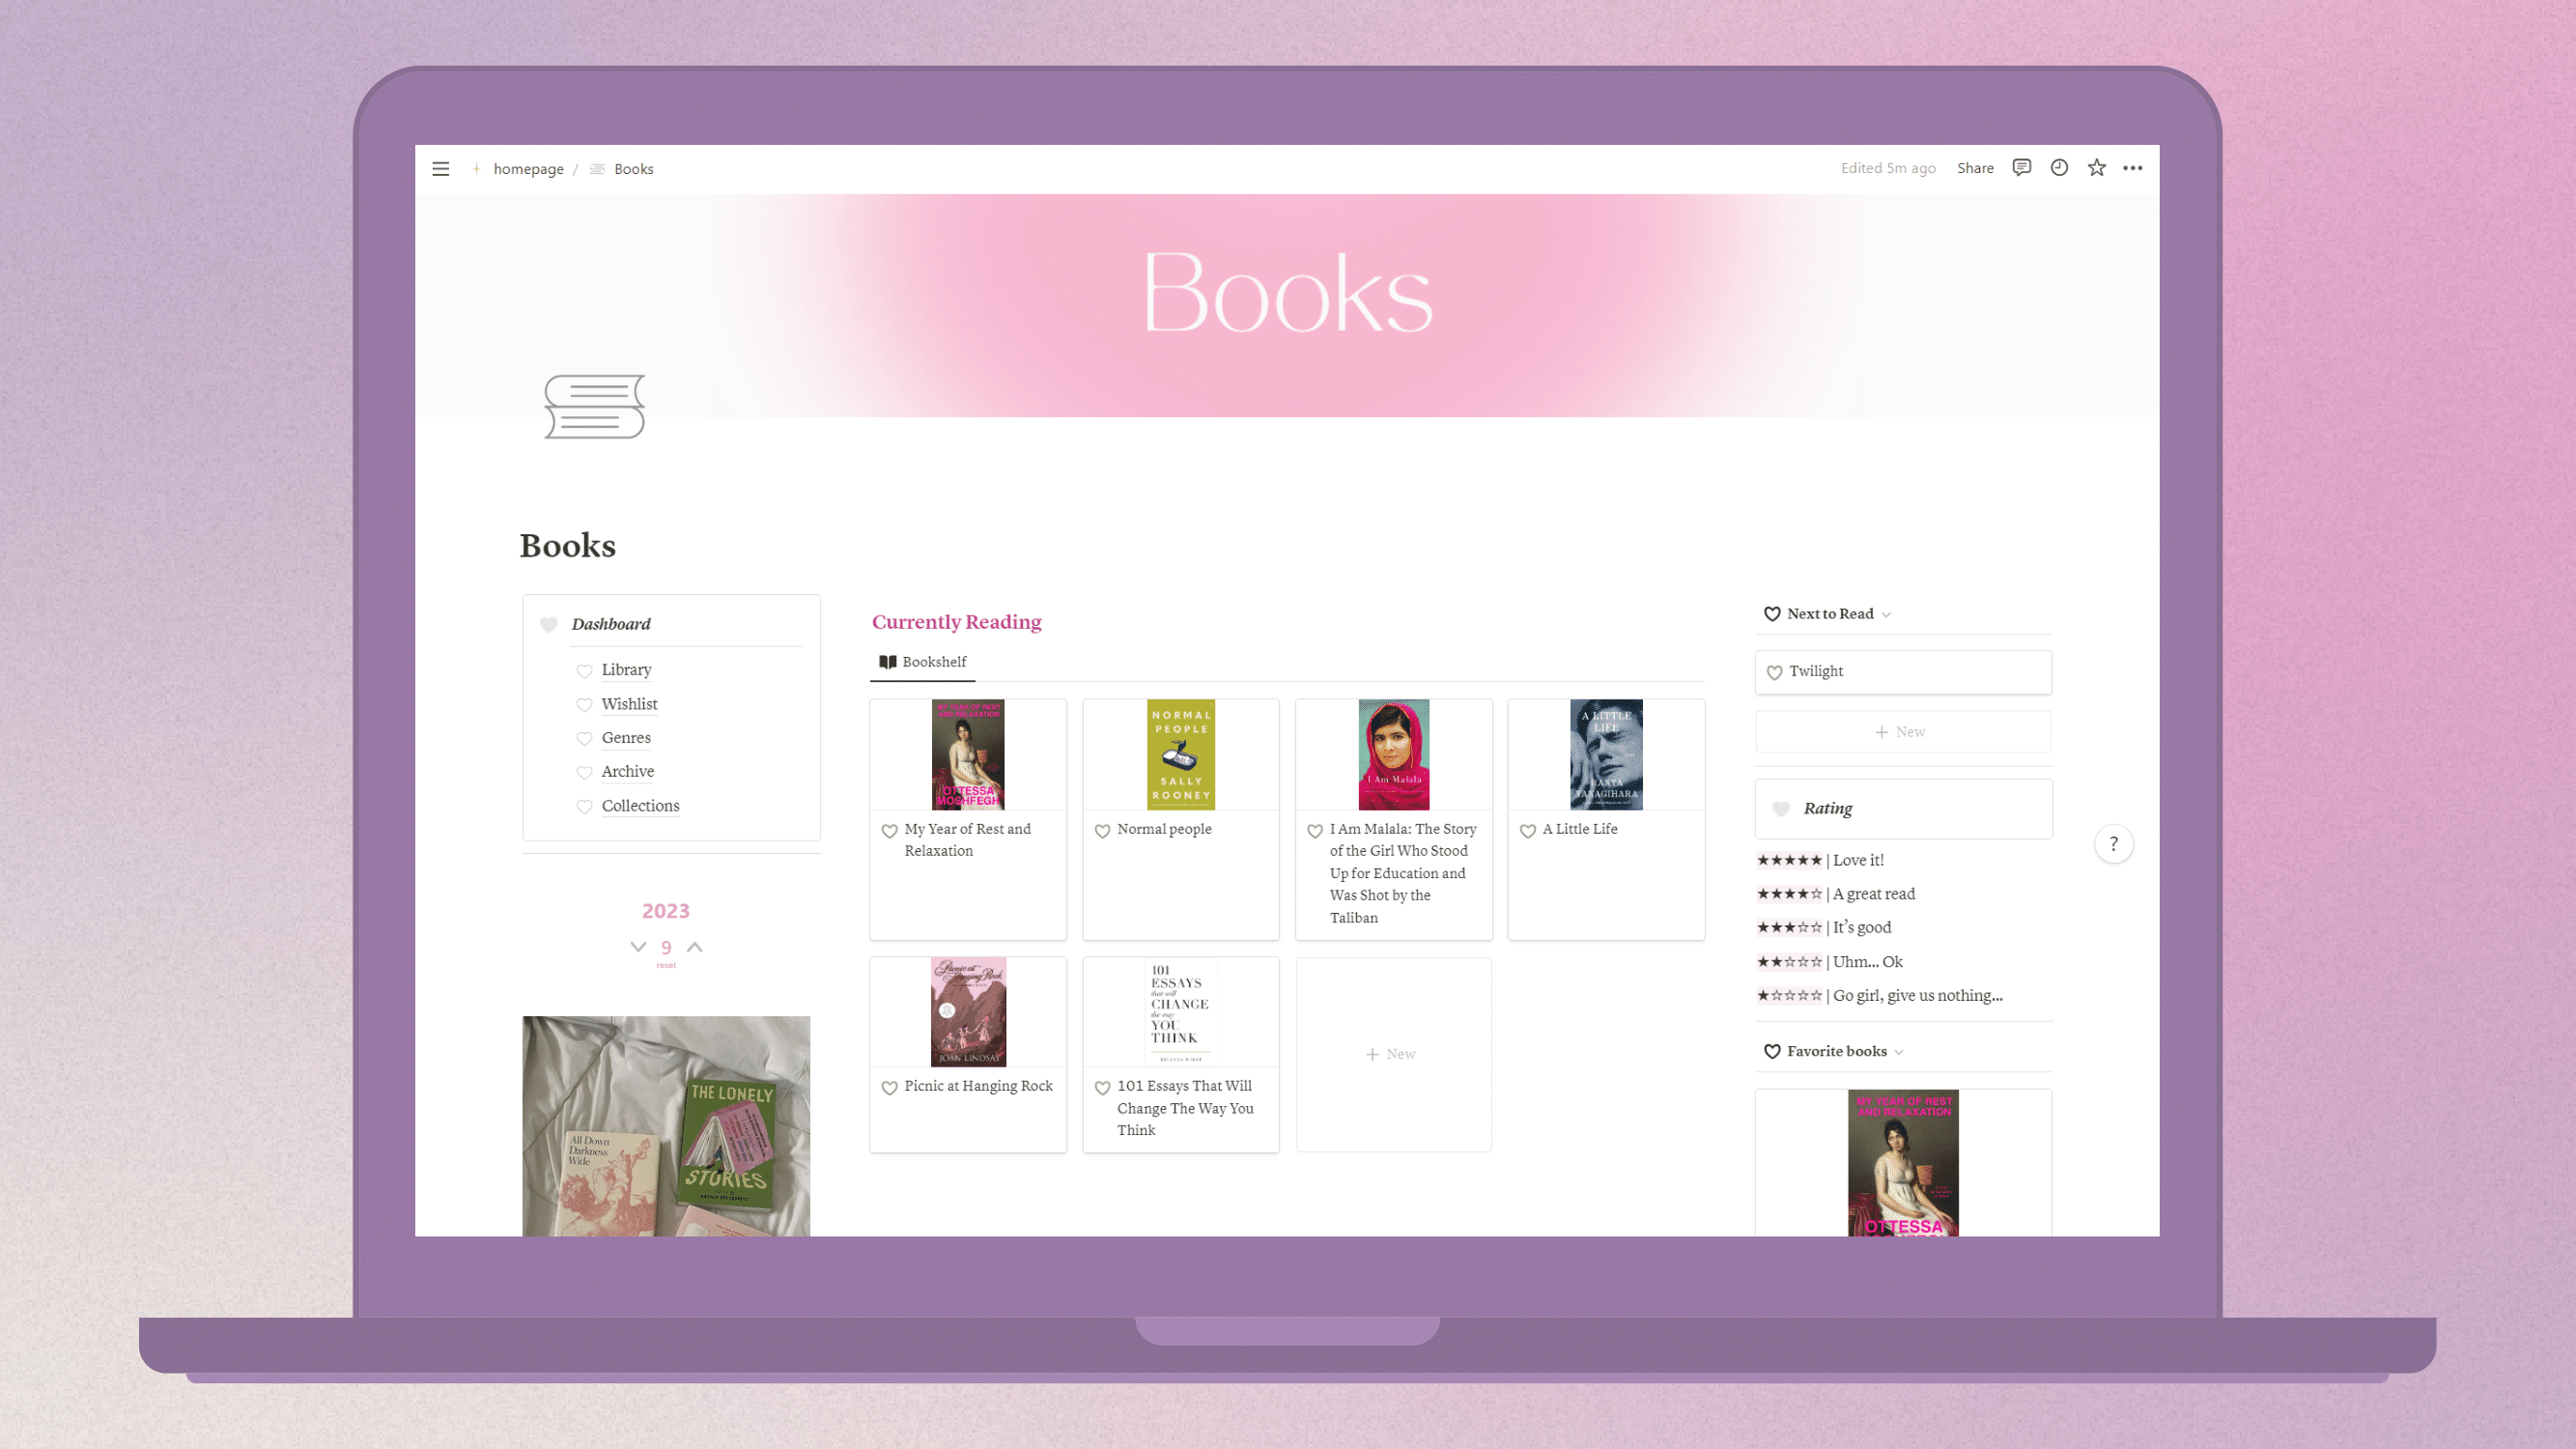 homepage / Books
Edited 5m ago Share
Books
Books
Dashboard
Library
Wishlist
Genres
Archive
Collections
2023
9
reset
THE LONELY
STORIES
All Down
Darkness
Wide
Currently Reading
Bookshelf
MY YEAR OF REST
AND RELAXATION
OTTESSA
MOSHFEGH
My Year of Rest and
Relaxation
NORMAL
PEOPLE
SALLY
ROONEY
Normal people
I Am Malala
I Am Malala: The Story
of the Girl Who Stood
Up for Education and
Was Shot by the
Taliban
A LITTLE
LIFE
HANYA
YANAGIHARA
A Little Life
Picnic at
Hanging Rock
JOAN LINDSAY
Picnic at Hanging Rock
101
ESSAYS
that will
CHANGE
the way
YOU
THINK
BRIANNA WIEST
101 Essays That Will
Change The Way You
Think
+ New
Next to Read
Twilight
+ New
Rating
★★★★★ | Love it!
★★★★☆ | A great read
★★★☆☆ | It's good
★★☆☆☆ | Uhm... Ok
★☆☆☆☆ | Go girl, give us nothing...
Favorite books
MY YEAR OF REST
AND RELAXATION
OTTESSA
?